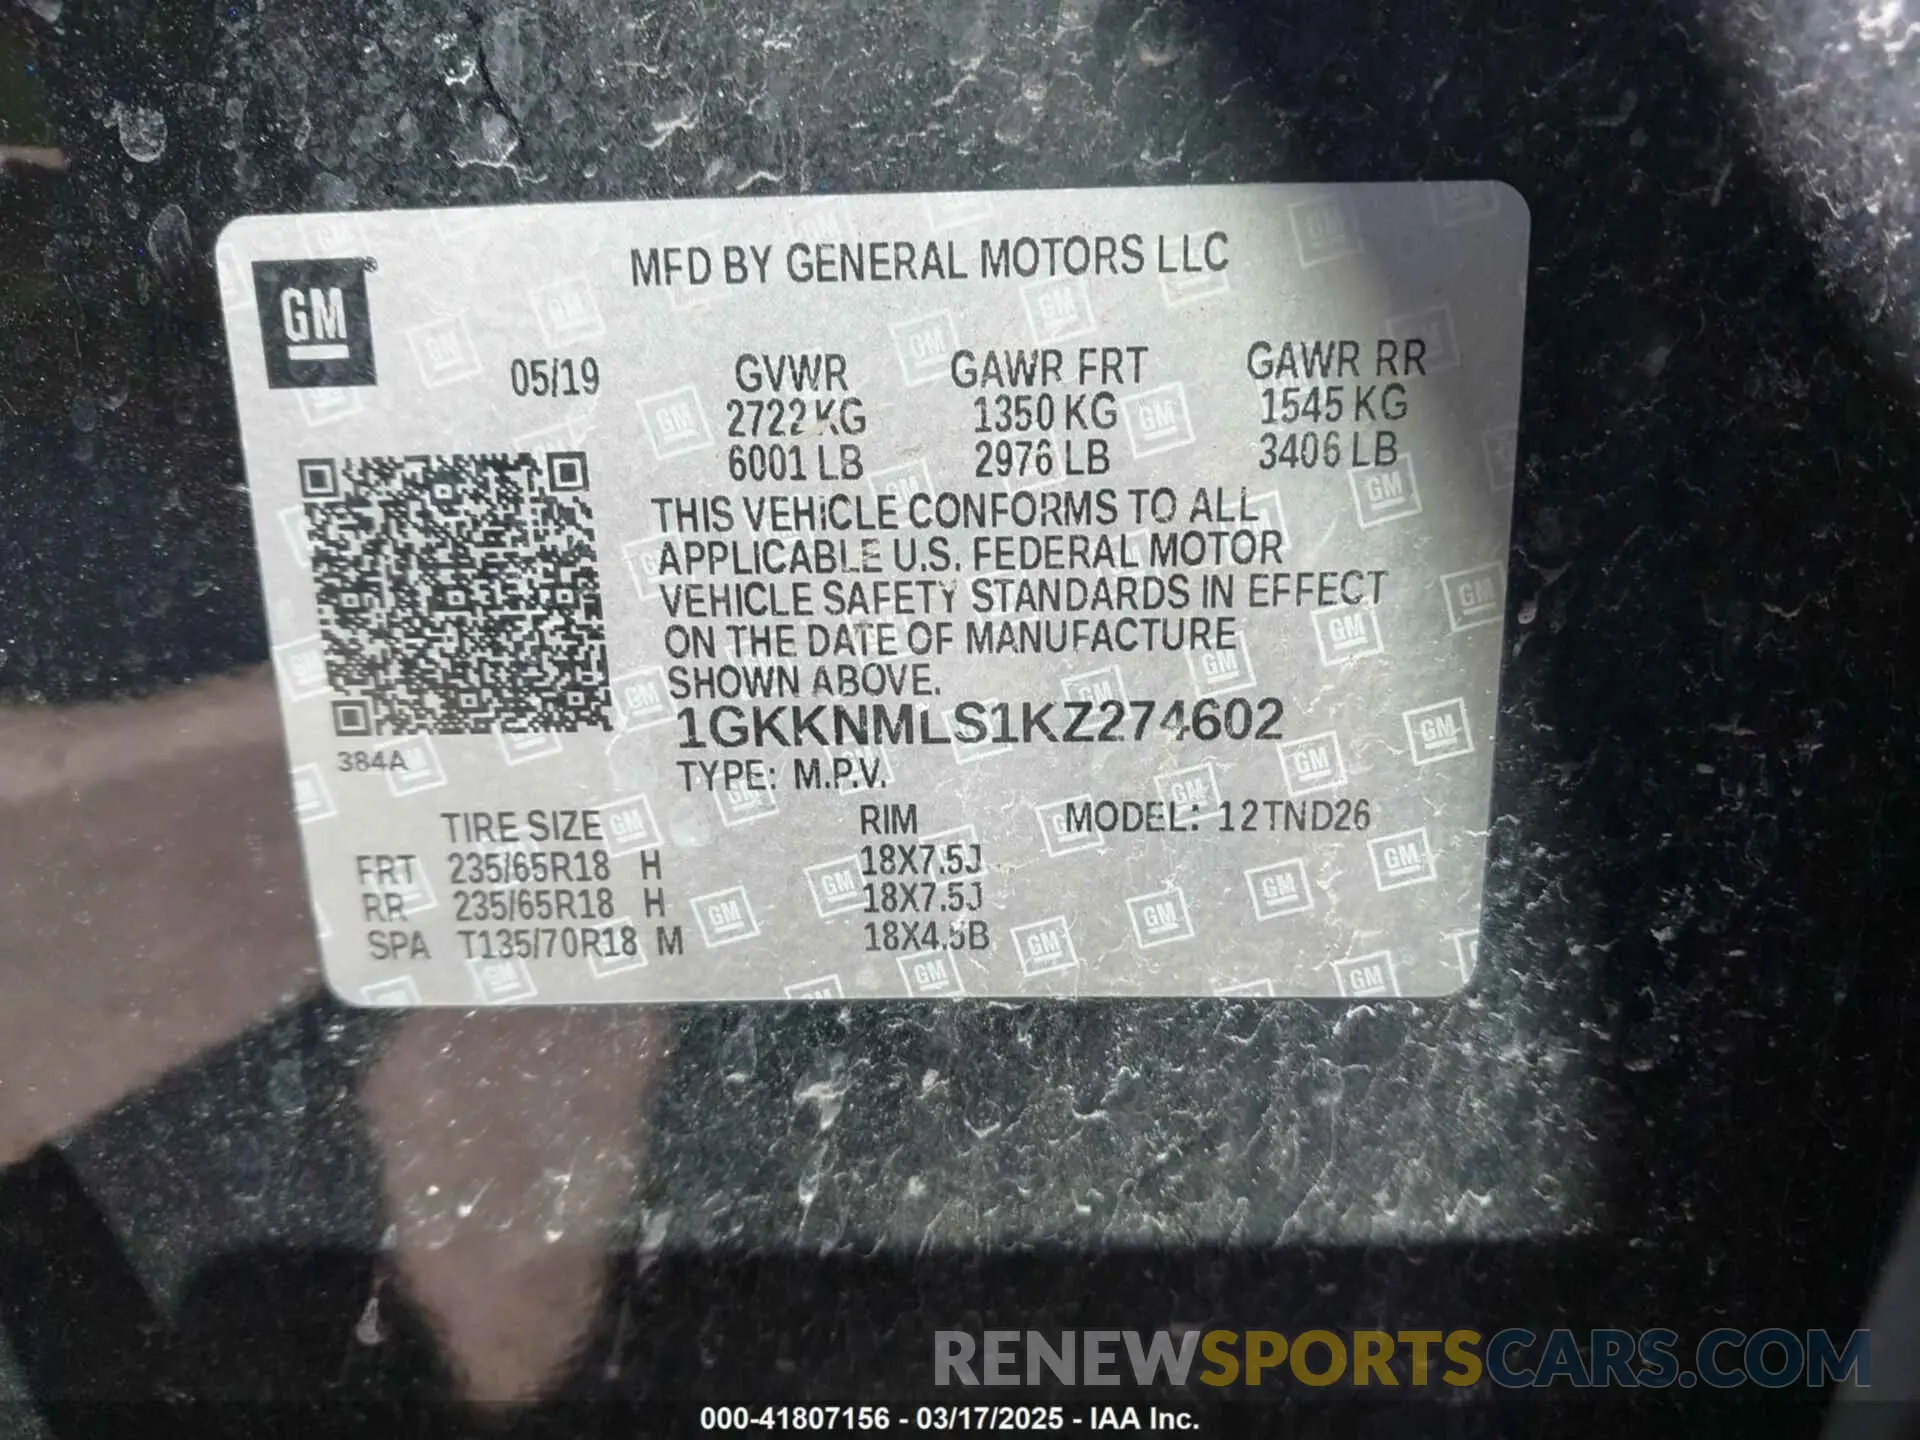 MFD BY GENERAL MOTORS LLC
GM®
05/19 GVWR GAWR FRT GAWR RR
2722 KG 1350 KG 1545 KG
6001 LB 2976 LB 3406 LB
THIS VEHICLE CONFORMS TO ALL
APPLICABLE U.S. FEDERAL MOTOR
VEHICLE SAFETY STANDARDS IN EFFECT
ON THE DATE OF MANUFACTURE
SHOWN ABOVE.
1GKKNMLS1KZ274602
384A
TYPE: M.P.V.
TIRE SIZE RIM MODEL: 12TND26
FRT 235/65R18 H 18X7.5J
RR 235/65R18 H 18X7.5J
SPA T135/70R18 M 18X4.5B
RENEWSPORTSCARS.COM
000-41807156 - 03/17/2025 - IAA Inc.